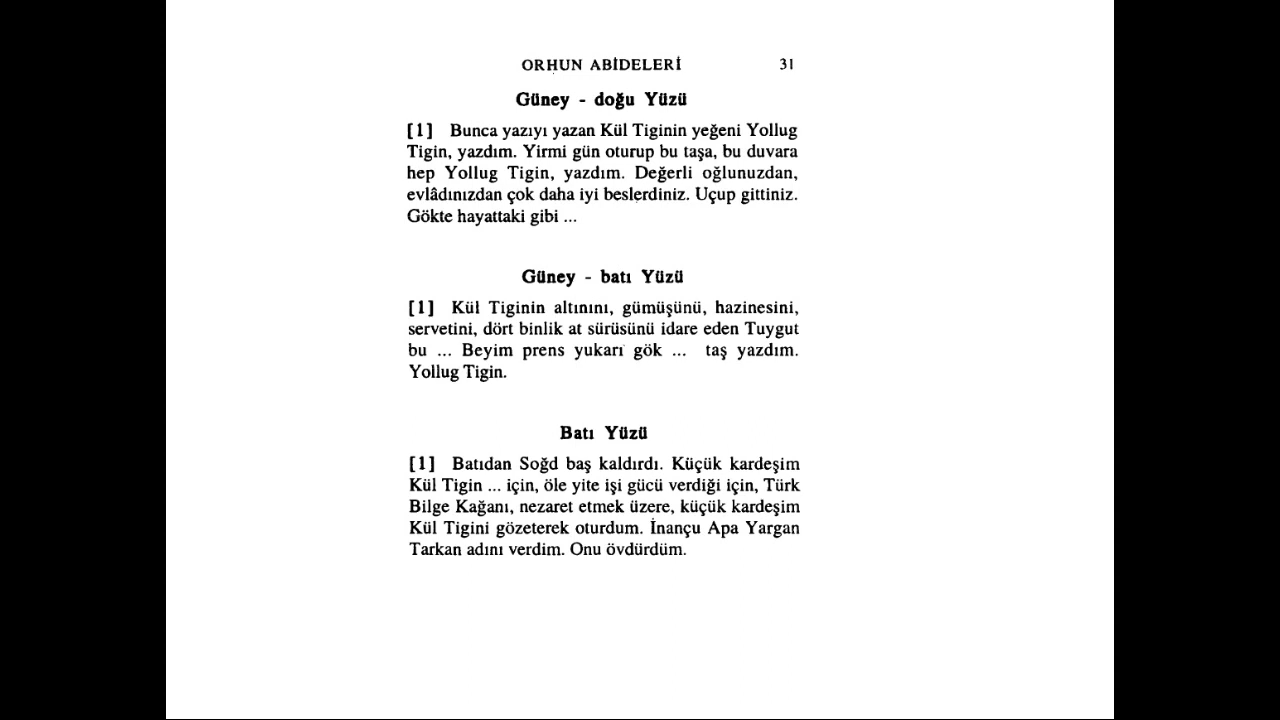 ORHUN ABİDELERİ 31
Güney - doğu Yüzü
[1] Bunca yazıyı yazan Kül Tiginin yeğeni Yollug
Tigin, yazdım. Yirmi gün oturup bu taşa, bu duvara
hep Yollug Tigin, yazdım. Değerli oğlunuzdan,
evlâdınızdan çok daha iyi beslerdiniz. Uçup gittiniz.
Gökte hayattaki gibi ...
Güney - batı Yüzü
[1] Kül Tiginin altınını, gümüşünü, hazinesini,
servetini, dört binlik at sürüsünü idare eden Tuygut
bu ... Beyim prens yukarı gök ... taş yazdım.
Yollug Tigin.
Batı Yüzü
[1] Batıdan Soğd baş kaldırdı. Küçük kardeşim
Kül Tigin ... için, öle yite işi gücü verdiği için, Türk
Bilge Kağanı, nezaret etmek üzere, küçük kardeşim
Kül Tigini gözeterek oturdum. İnançu Apa Yargan
Tarkan adını verdim. Onu övdürdüm.